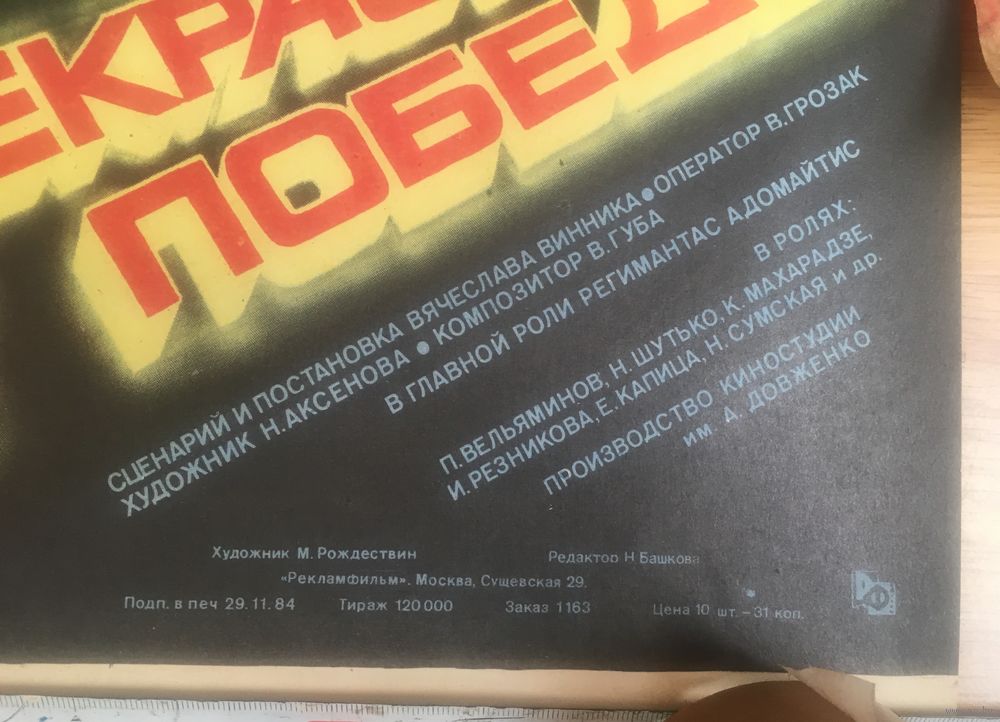 ЕКРАС
ПОБЕД
СЦЕНАРИЙ И ПОСТАНОВКА ВЯЧЕСЛАВА ВИННИКА ● ОПЕРАТОР В. ГРОЗАК
ХУДОЖНИК Н. АКСЕНОВА ● КОМПОЗИТОР В. ГУБА
В ГЛАВНОЙ РОЛИ РЕГИМАНТАС АДОМАЙТИС
В РОЛЯХ:
П. ВЕЛЬЯМИНОВ, Н. ШУТЬКО, К. МАХАРАДЗЕ,
И. РЕЗНИКОВА, Е. КАПИЦА, Н. СУМСКАЯ И ДР.
ПРОИЗВОДСТВО КИНОСТУДИИ
им. А. ДОВЖЕНКО
Художник М. Рождествин Редактор Н Башкова
«Рекламфильм». Москва, Сущевская 29.
Подп. в печ 29.11.84 Тираж 120 000 Заказ 1163 Цена 10 шт. – 31 коп.
РФ